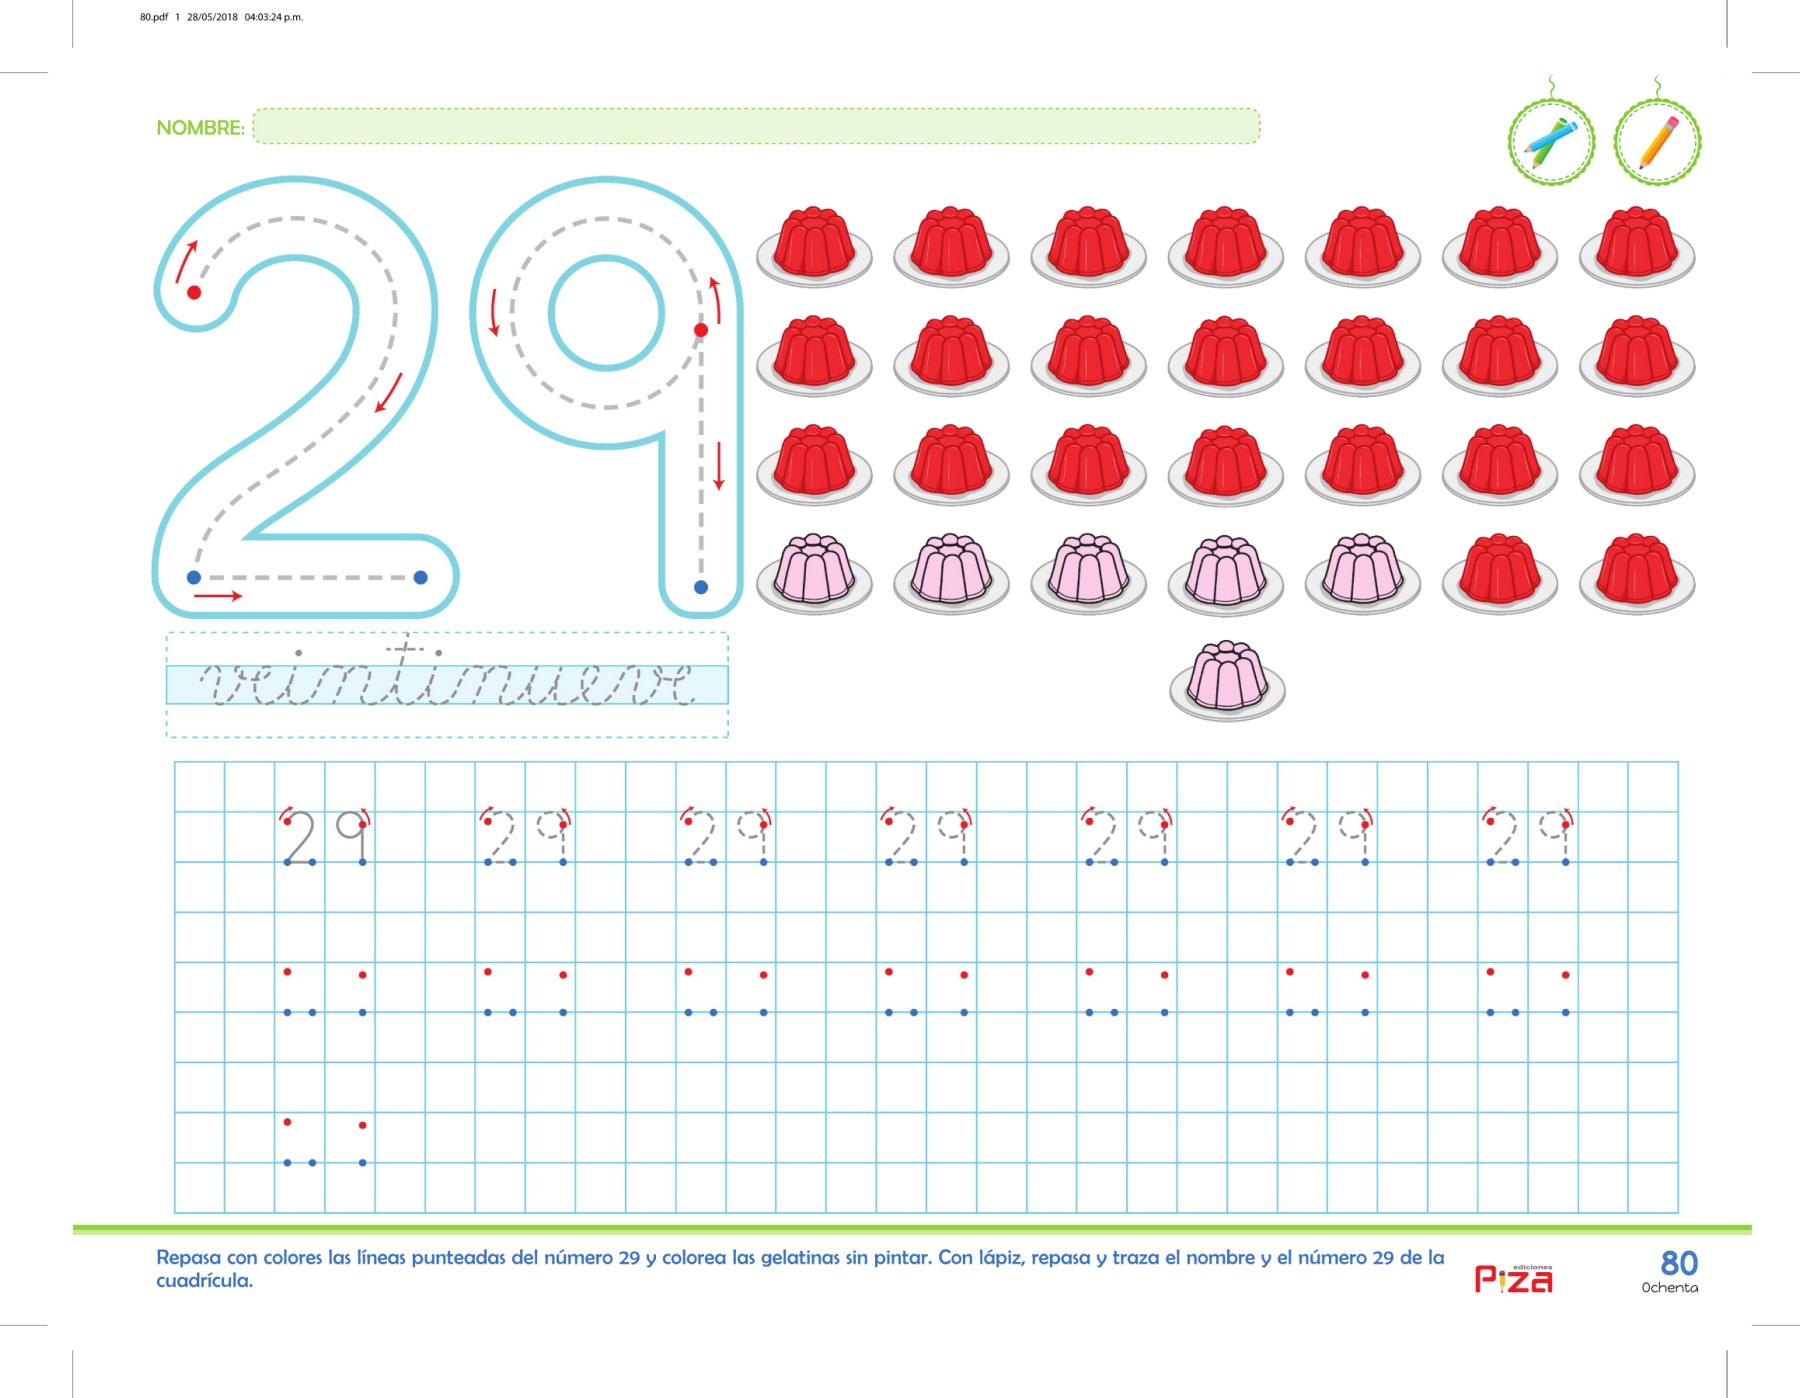 80.pdf 1 28/05/2018 04:03:24 p.m.
NOMBRE:
29
veintinueve
29 29 29 29 29 29 29
Repasa con colores las líneas punteadas del número 29 y colorea las gelatinas sin pintar. Con lápiz, repasa y traza el nombre y el número 29 de la
cuadrícula.
ediciones
Piza
80
Ochenta